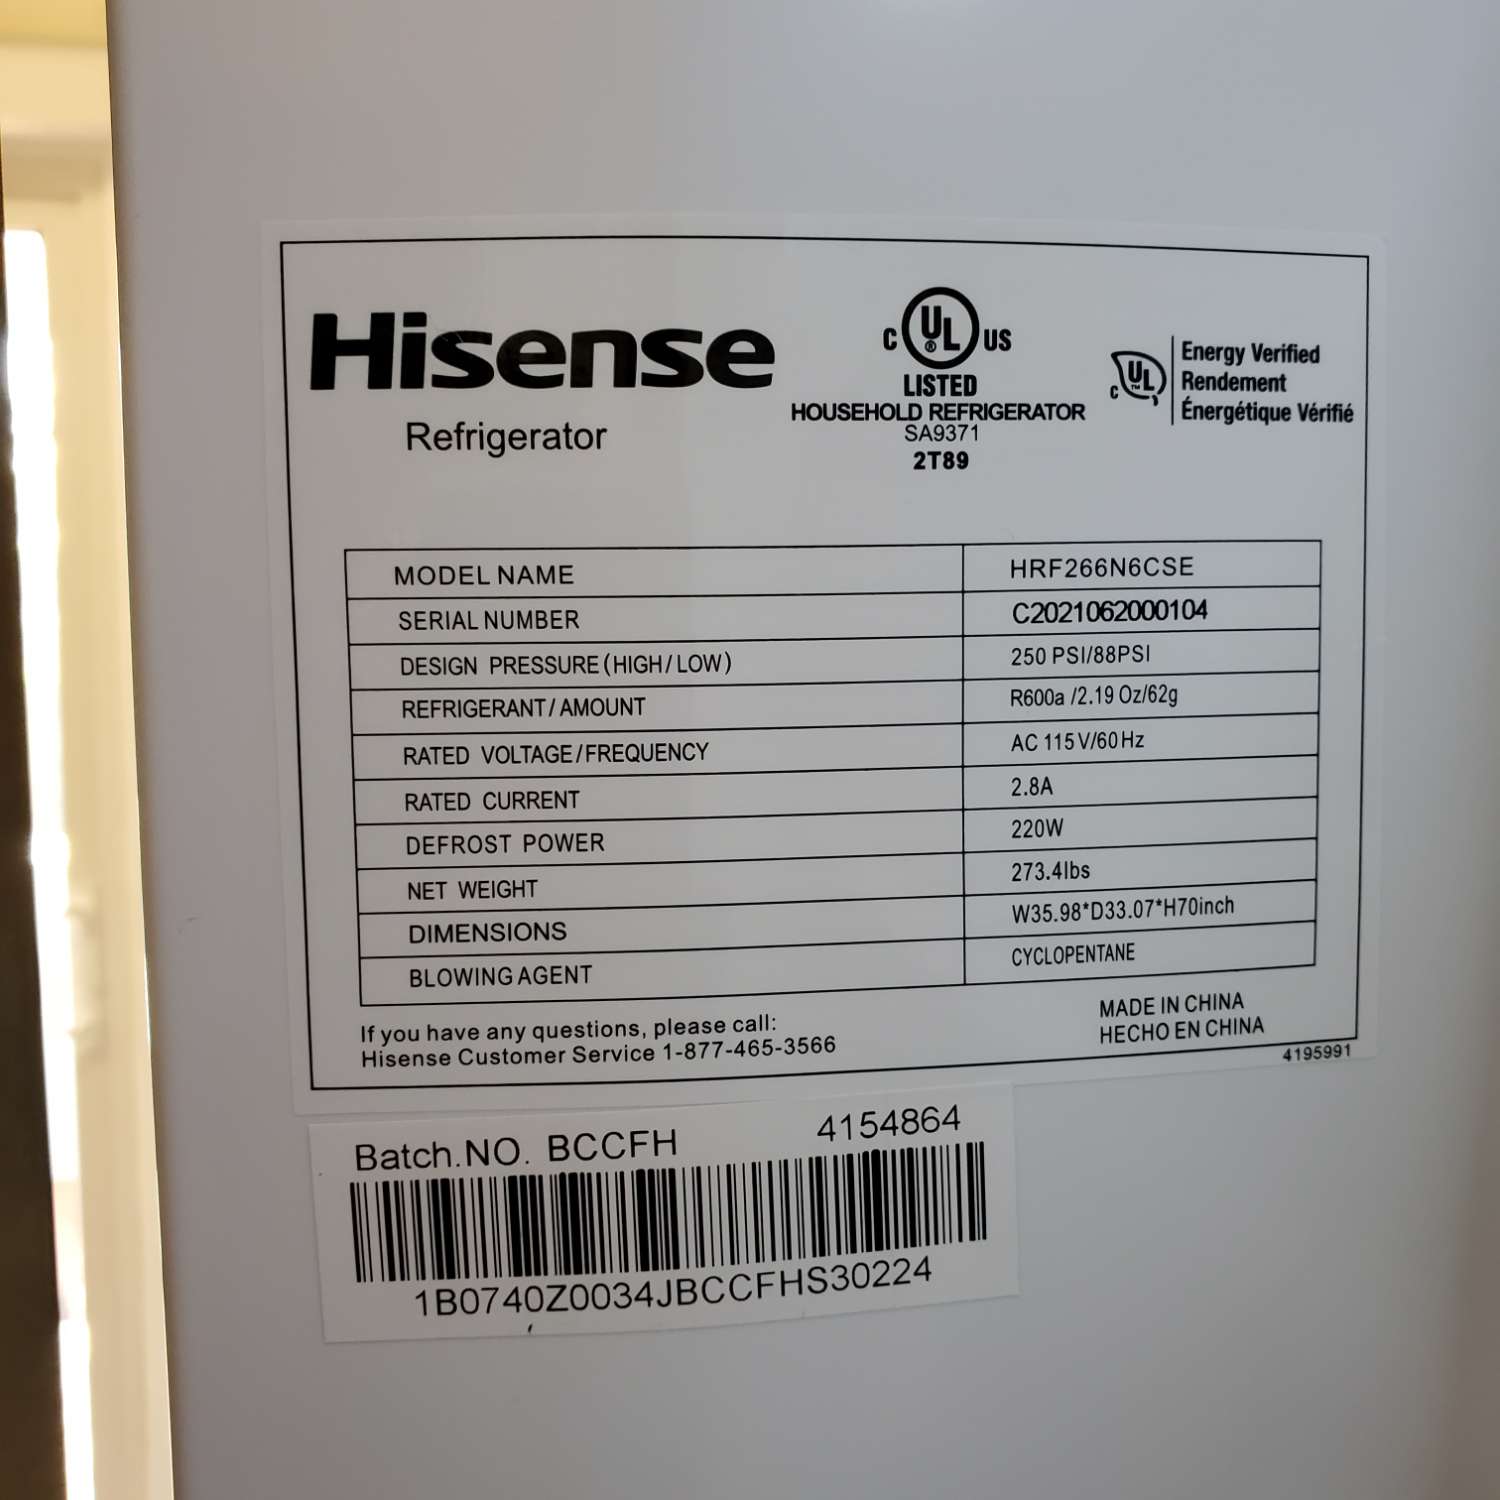 Hisense
Refrigerator
C UL ® US
LISTED
HOUSEHOLD REFRIGERATOR
SA9371
2T89
C UL ™
Energy Verified
Rendement
Énergétique Vérifié
MODEL NAME HRF266N6CSE
SERIAL NUMBER C2021062000104
DESIGN PRESSURE(HIGH/LOW) 250 PSI/88PSI
REFRIGERANT/AMOUNT R600a /2.19 Oz/62g
RATED VOLTAGE/FREQUENCY AC 115V/60Hz
RATED CURRENT 2.8A
DEFROST POWER 220W
NET WEIGHT 273.4lbs
DIMENSIONS W35.98*D33.07*H70inch
BLOWING AGENT CYCLOPENTANE
If you have any questions, please call:
Hisense Customer Service 1-877-465-3566
MADE IN CHINA
HECHO EN CHINA
4195991
Batch.NO. BCCFH 4154864
1B0740Z0034JBCCFHS30224